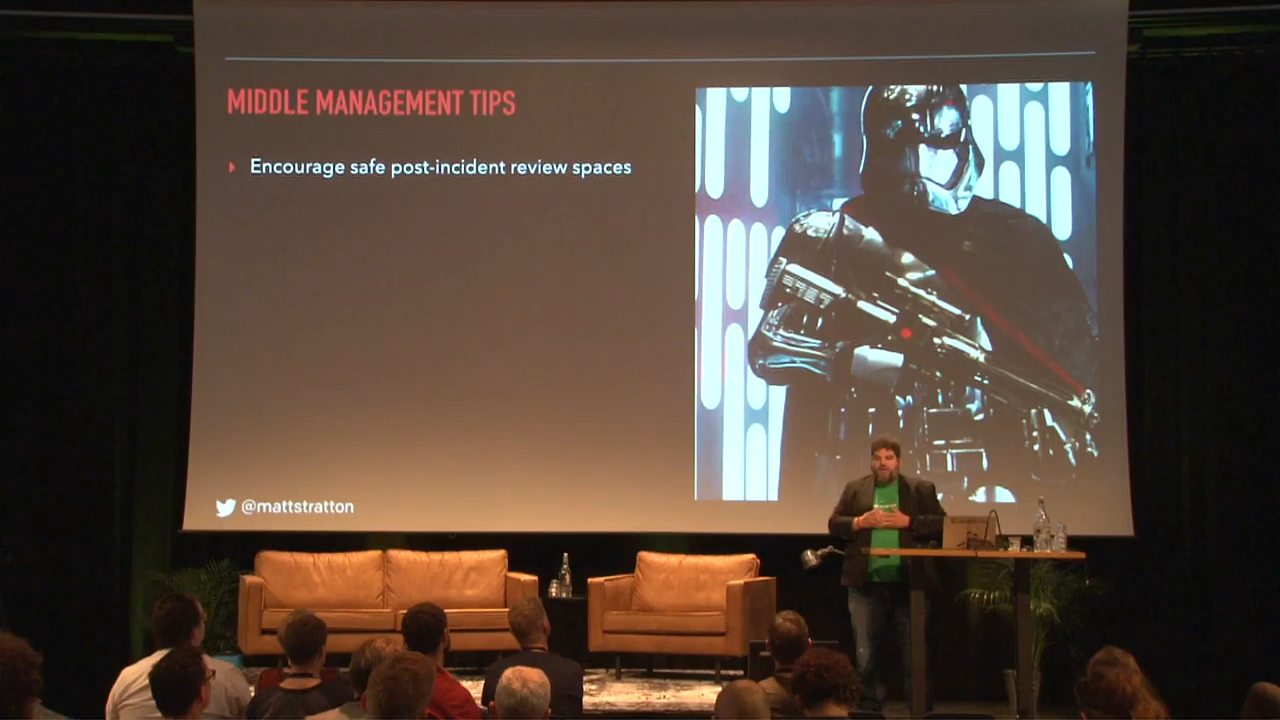 MIDDLE MANAGEMENT TIPS
Encourage safe post-incident review spaces
@mattstratton